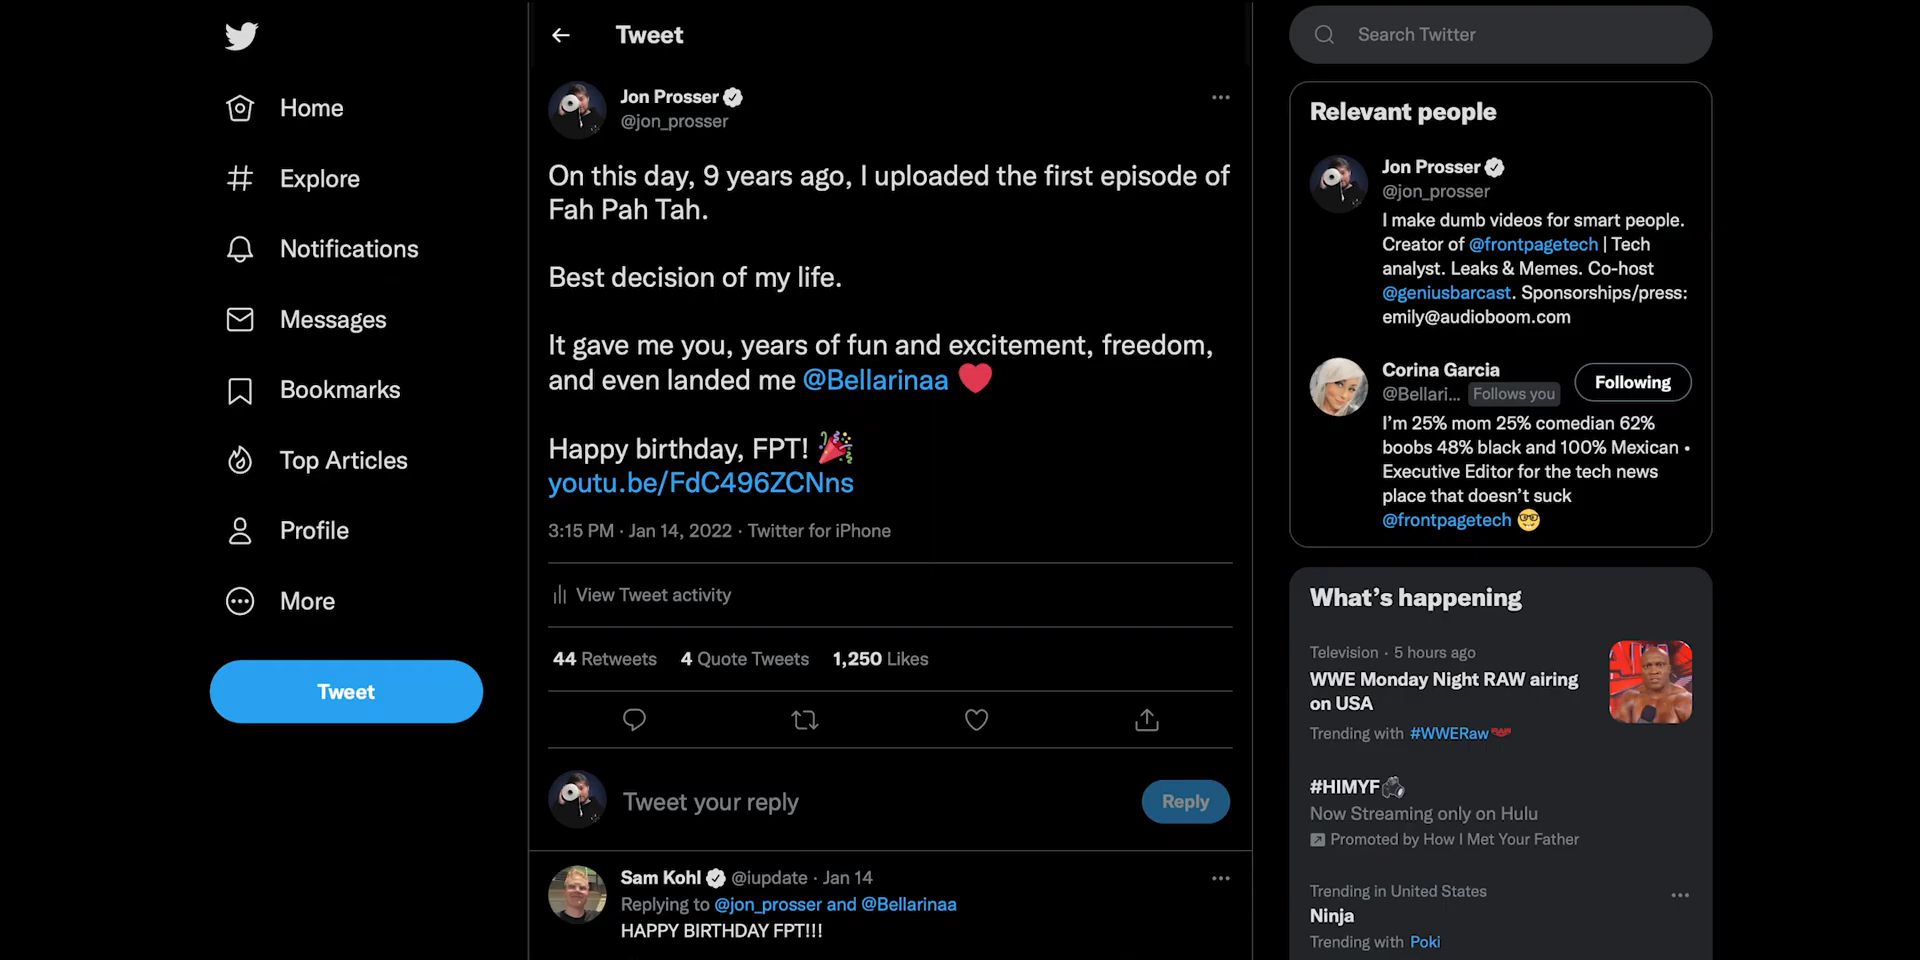 Home
Explore
Notifications
Messages
Bookmarks
Top Articles
Profile
More
Tweet
Tweet
Jon Prosser
@jon_prosser
On this day, 9 years ago, I uploaded the first episode of
Fah Pah Tah.
Best decision of my life.
It gave me you, years of fun and excitement, freedom,
and even landed me @Bellarinaa ❤️
Happy birthday, FPT! 🎉
youtu.be/FdC496ZCNns
3:15 PM · Jan 14, 2022 · Twitter for iPhone
View Tweet activity
44 Retweets 4 Quote Tweets 1,250 Likes
Tweet your reply
Reply
Sam Kohl @iupdate · Jan 14
Replying to @jon_prosser and @Bellarinaa
HAPPY BIRTHDAY FPT!!!
Search Twitter
Relevant people
Jon Prosser
@jon_prosser
I make dumb videos for smart people.
Creator of @frontpagetech | Tech
analyst. Leaks & Memes. Co-host
@geniusbarcast. Sponsorships/press:
emily@audioboom.com
Corina Garcia
@Bellari... Follows you
Following
I'm 25% mom 25% comedian 62%
boobs 48% black and 100% Mexican •
Executive Editor for the tech news
place that doesn't suck
@frontpagetech 🤓
What's happening
Television · 5 hours ago
WWE Monday Night RAW airing
on USA
Trending with #WWERaw
#HIMYF
Now Streaming only on Hulu
Promoted by How I Met Your Father
Trending in United States
Ninja
Trending with Poki